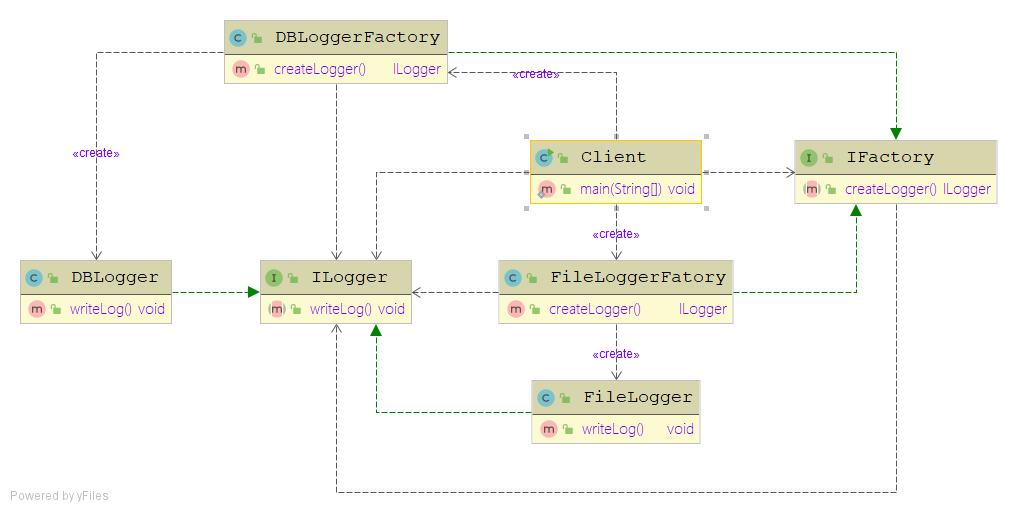 C DBLoggerFactory
m createLogger() ILogger
«create»
«create»
C Client
m main(String[]) void
I IFactory
m createLogger() ILogger
«create»
C DBLogger
m writeLog() void
I ILogger
m writeLog() void
C FileLoggerFatory
m createLogger() ILogger
«create»
C FileLogger
m writeLog() void
Powered by yFiles